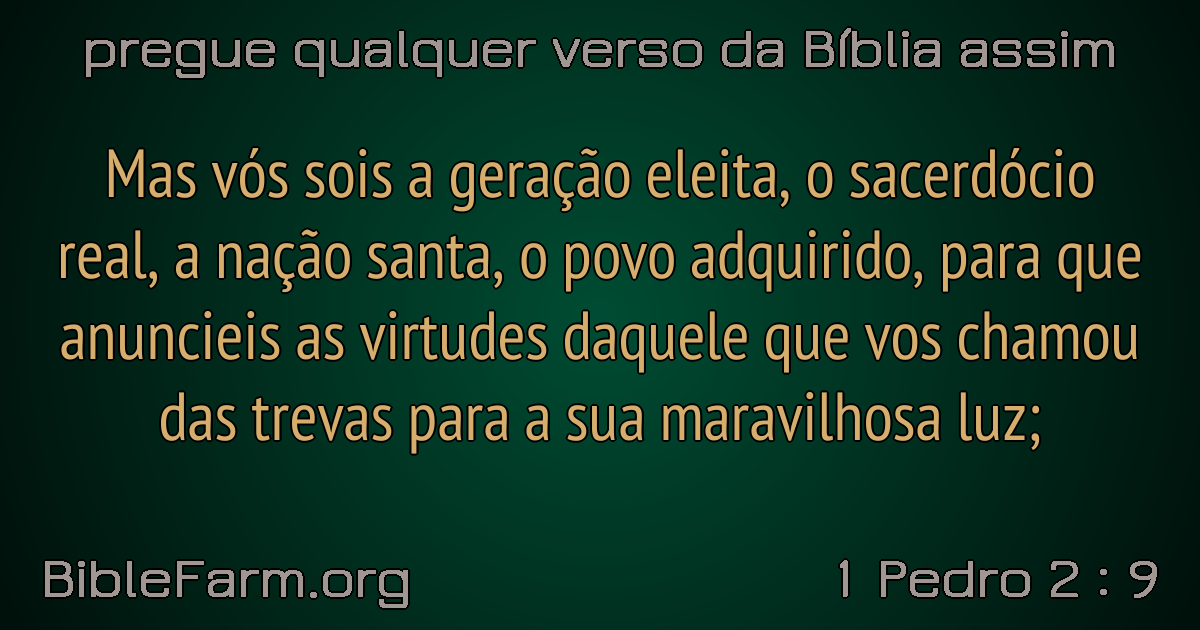 pregue qualquer verso da Bíblia assim
Mas vós sois a geração eleita, o sacerdócio
real, a nação santa, o povo adquirido, para que
anuncieis as virtudes daquele que vos chamou
das trevas para a sua maravilhosa luz;
BibleFarm.org
1 Pedro 2 : 9